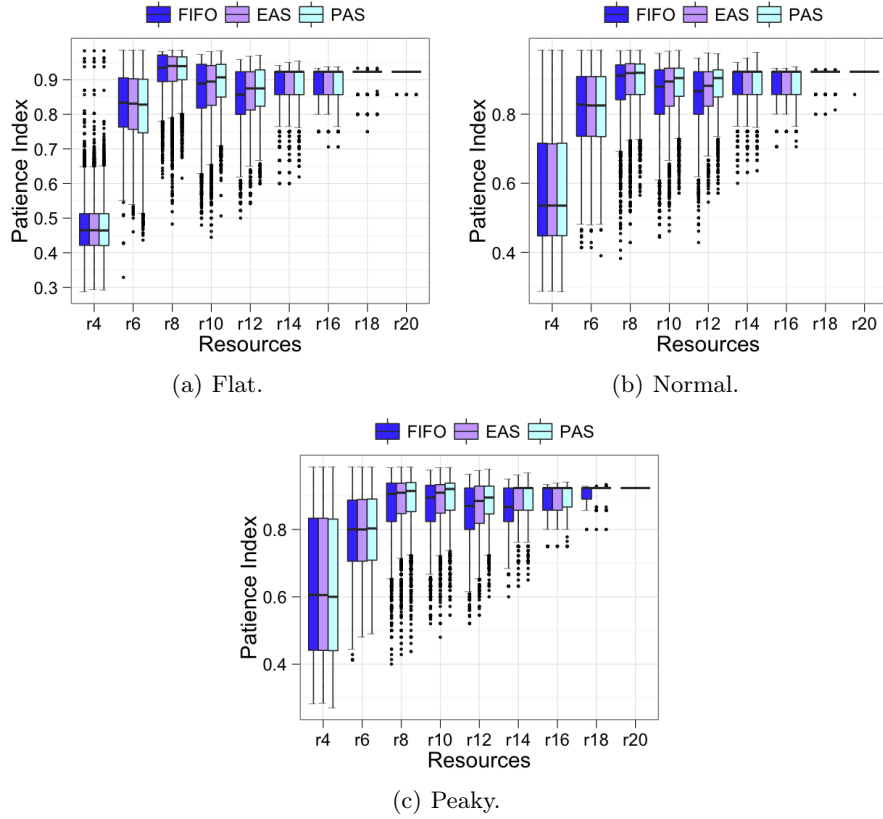 FIFO EAS PAS
Patience Index
0.9
0.8
0.7
0.6
0.5
0.4
0.3
r4 r6 r8 r10 r12 r14 r16 r18 r20
Resources
(a) Flat.
FIFO EAS PAS
Patience Index
0.8
0.6
0.4
r4 r6 r8 r10 r12 r14 r16 r18 r20
Resources
(b) Normal.
FIFO EAS PAS
Patience Index
0.8
0.6
0.4
r4 r6 r8 r10 r12 r14 r16 r18 r20
Resources
(c) Peaky.